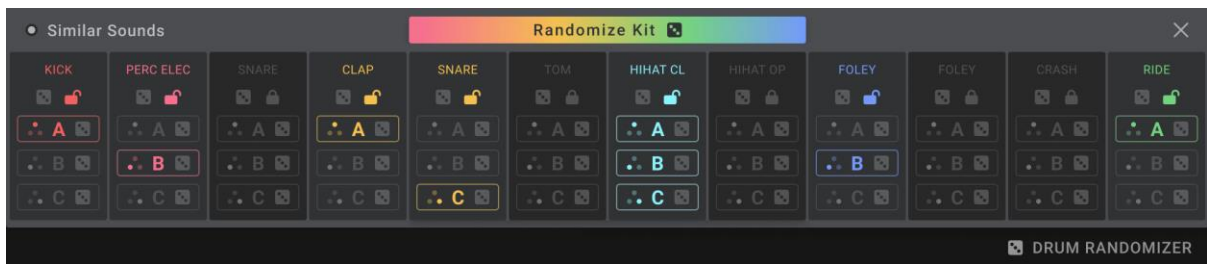 Similar Sounds Randomize Kit
KICK PERC ELEC SNARE CLAP SNARE TOM HIHAT CL HIHAT OP FOLEY FOLEY CRASH RIDE
A A A A A A A A A A A A
B B B B B B B B B B B B
C C C C C C C C C C C C
DRUM RANDOMIZER